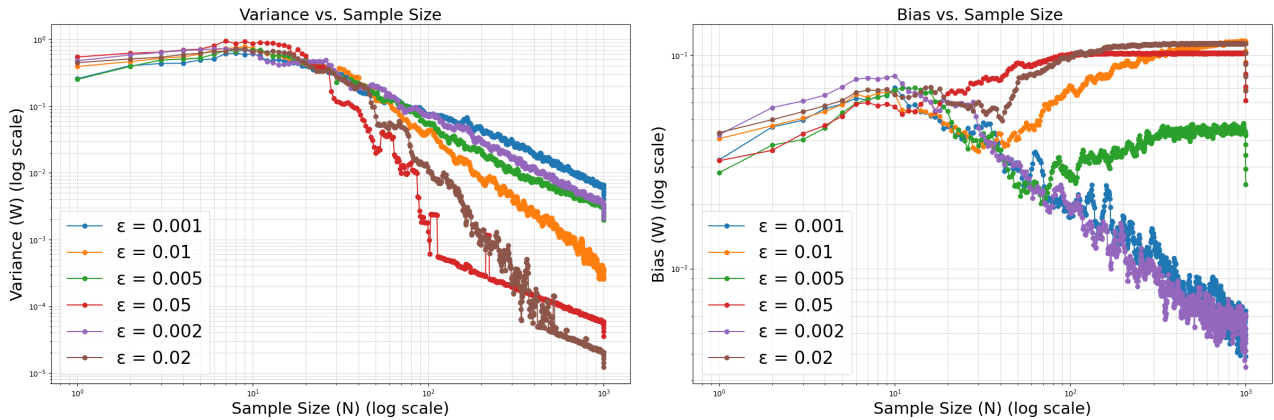 Variance vs. Sample Size
Variance (W) (log scale)
10⁰
10⁻¹
10⁻²
10⁻³
10⁻⁴
10⁻⁵
ε = 0.001
ε = 0.01
ε = 0.005
ε = 0.05
ε = 0.002
ε = 0.02
10⁰
10¹
10²
10³
Sample Size (N) (log scale)
Bias vs. Sample Size
Bias (W) (log scale)
10⁻¹
10⁻²
ε = 0.001
ε = 0.01
ε = 0.005
ε = 0.05
ε = 0.002
ε = 0.02
10⁰
10¹
10²
10³
Sample Size (N) (log scale)